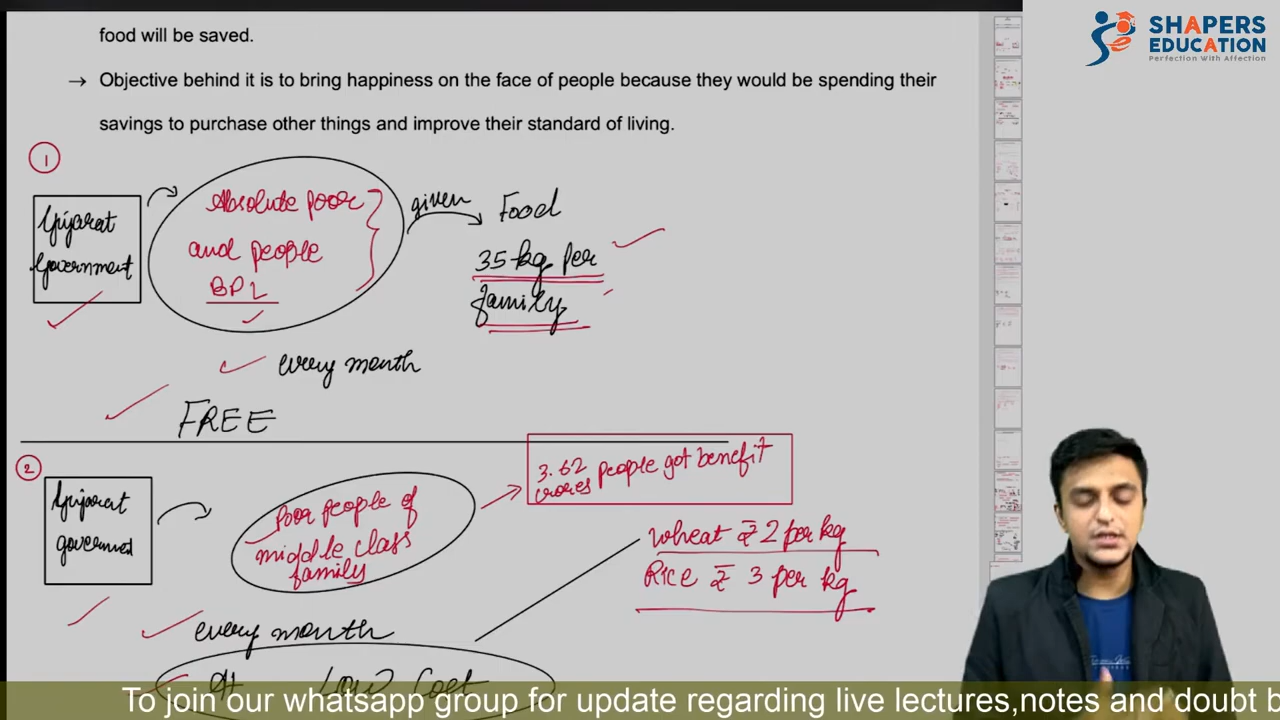 SHAPERS
EDUCATION
Perfection With Affection
food will be saved.
→ Objective behind it is to bring happiness on the face of people because they would be spending their
savings to purchase other things and improve their standard of living.
1
Gujarat
Government
Absolute poor
and people
BPL
given
Food
35 kg per
family
every month
FREE
2
Gujarat
Poor people of
middle class
family
3.62
crores people got benefit
wheat ₹ 2 per kg
Rice ₹ 3 per kg
every month
At Low Cost
To join our whatsapp group for update regarding live lectures,notes and doubt b